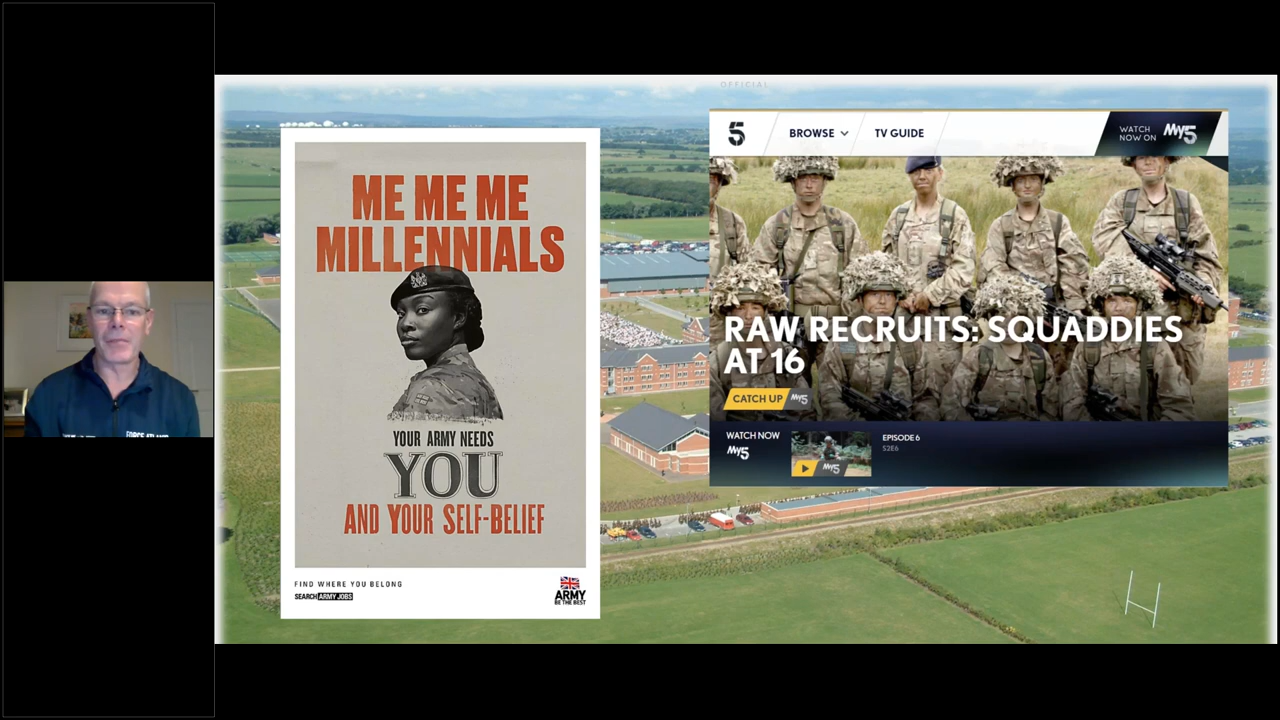 OFFICIAL
ME ME ME
MILLENNIALS
YOUR ARMY NEEDS
YOU
AND YOUR SELF-BELIEF
FIND WHERE YOU BELONG
SEARCH ARMY JOBS
ARMY
BE THE BEST
5
BROWSE
TV GUIDE
WATCH
NOW ON
My5
RAW RECRUITS: SQUADDIES
AT 16
CATCH UP My5
WATCH NOW
My5
My5
EPISODE 6
S2E6